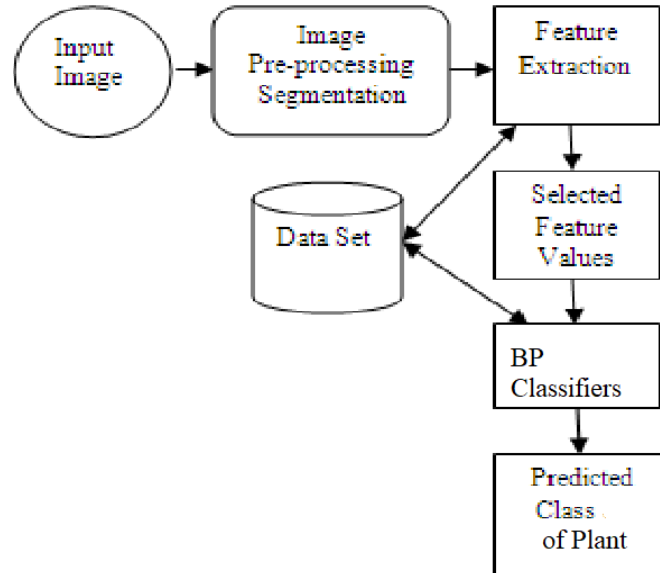 Input
Image
Image
Pre-processing
Segmentation
Feature
Extraction
Data Set
Selected
Feature
Values
BP
Classifiers
Predicted
Class
of Plant